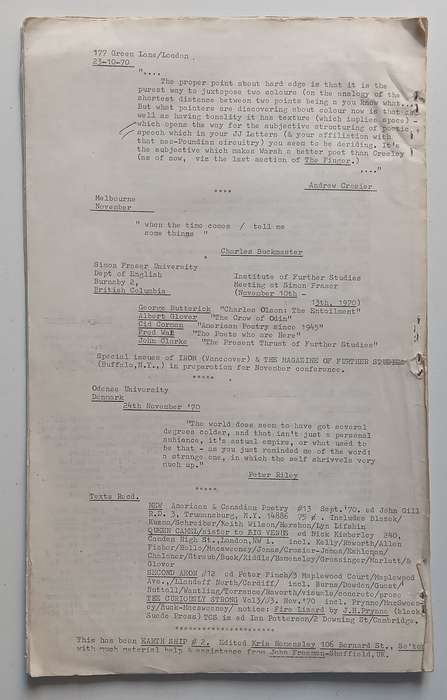 177 Green Lane/London
23-10-70
"....
The proper point about hard edge is that it is the
purest way to juxtapose two colours (on the analogy of the
shortest distance between two points being a you know what.
But what painters are discovering about colour now is that as
well as having tonality it has texture (which implies space) -
which opens the way for the subjective structuring of poetic
speech which in your JJ Letters (& your affiliation with
that neo-Poundian circuitry) you seem to be deriding. It's
the subjective which makes Warsh a better poet than Creeley
(as of now, viz the last section of The Finger.)
...."
Andrew Crozier
****
Melbourne
November
" when the time comes / tell me
some things "
Charles Buckmaster
Simon Fraser University
Dept of English
Burnaby 2,
British Columbia
Institute of Further Studies
Meeting at Simon Fraser
(November 10th -
13th, 1970)
George Butterick "Charles Olson: The Entailment"
Albert Glover "The Crow of Odin"
Cid Corman "American Poetry since 1945"
Fred Wah "The Poets who are Here"
John Clarke "The Present Thrust of Further Studies"
Special issues of IRON (Vancouver) & THE MAGAZINE OF FURTHER STUDIES
(Buffalo,N.Y.,) in preparation for November conference.
*****
Odense University
Denmark
24th November '70
"The world does seem to have got several
degrees colder, and that isn't just a personal
ambience, it's actual empire, or what used to
be that - as you just reminded me of the word:
a strange one, in which the self shrivvels very
much up."
Peter Riley
*****
Texts Recd.
NEW American & Canadian Poetry #13 Sept.'70. ed John Gill
R.D. 3, Trumansburg, N.Y. 14886 75 ¢. Includes Blazek/
/Schreiber/Keith Wilson/ /Lyn Lifshin
QUEEN CAMEL/sister to BIG VENUS ed Nick Kimberley 240,
Camden High St.,London,NW 1. incl. Kelly/Haworth/Allen
Fisher/Hollo/Macsweeney/Jonas/Crosier-James/
Chaloner/Streub/Buck/Riddle/Hemensley/Grossinger/Marlatt/D
Glover
SECOND AEON #12 ed Peter Finch/3 Maplewood Court/Maplewood
Ave.,/Llandaff North/Cardiff/ incl. Burns/Dowden/Guest/
Nuttall/Wantling/Torrance/Haworth/visuals/concrete/prose
THE CURIOUSLY STRONG Vol3/3. Nov.'70 incl. Prynne/MacSween
ey/Buck-Macsweeney/ notice: Fire Lizard by J.H.Prynne (black
Suede Press) TCS is ed Ian Patterson/2 Downing St/Cambridge.
********************
This has been EARTH SHIP # 2. Edited Kris Hemensley 106 Bernard St., So'ton
with much material help & assistance from John Freeman-Sheffield,UK.